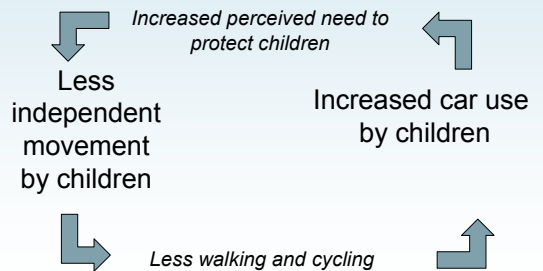 Increased perceived need to
protect children
Less
independent
movement
by children
Increased car use
by children
Less walking and cycling